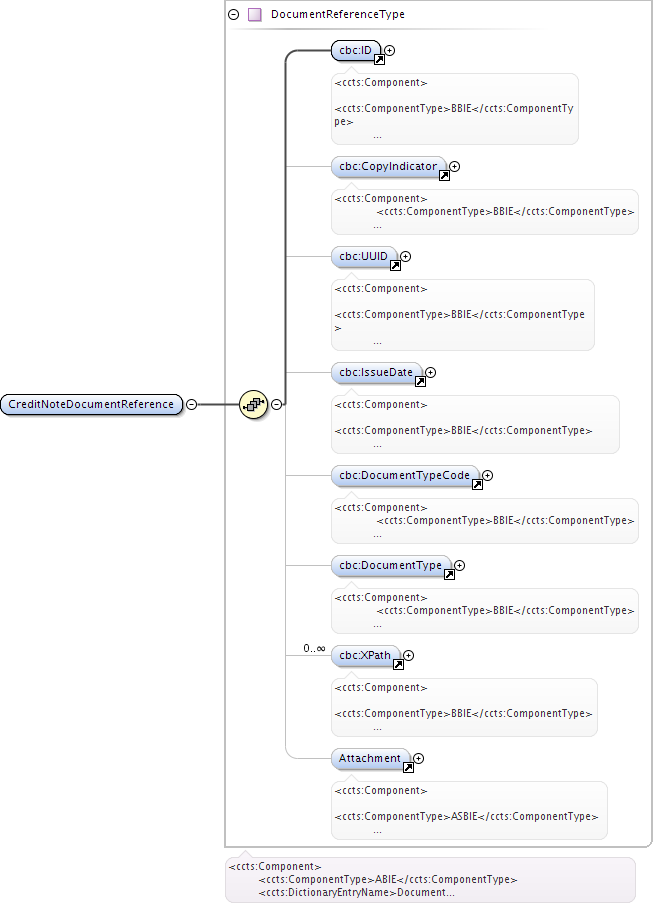 DocumentReferenceType
cbc:ID
<ccts:Component>
<ccts:ComponentType>BBIE</ccts:ComponentTy
pe>
...
cbc:CopyIndicator
<ccts:Component>
<ccts:ComponentType>BBIE</ccts:ComponentType>
...
cbc:UUID
<ccts:Component>
<ccts:ComponentType>BBIE</ccts:ComponentType
>
...
cbc:IssueDate
<ccts:Component>
<ccts:ComponentType>BBIE</ccts:ComponentType>
...
CreditNoteDocumentReference
cbc:DocumentTypeCode
<ccts:Component>
<ccts:ComponentType>BBIE</ccts:ComponentType>
...
cbc:DocumentType
<ccts:Component>
<ccts:ComponentType>BBIE</ccts:ComponentType>
...
0..∞
cbc:XPath
<ccts:Component>
<ccts:ComponentType>BBIE</ccts:ComponentType>
...
Attachment
<ccts:Component>
<ccts:ComponentType>ASBIE</ccts:ComponentType>
...
<ccts:Component>
<ccts:ComponentType>ABIE</ccts:ComponentType>
<ccts:DictionaryEntryName>Document...